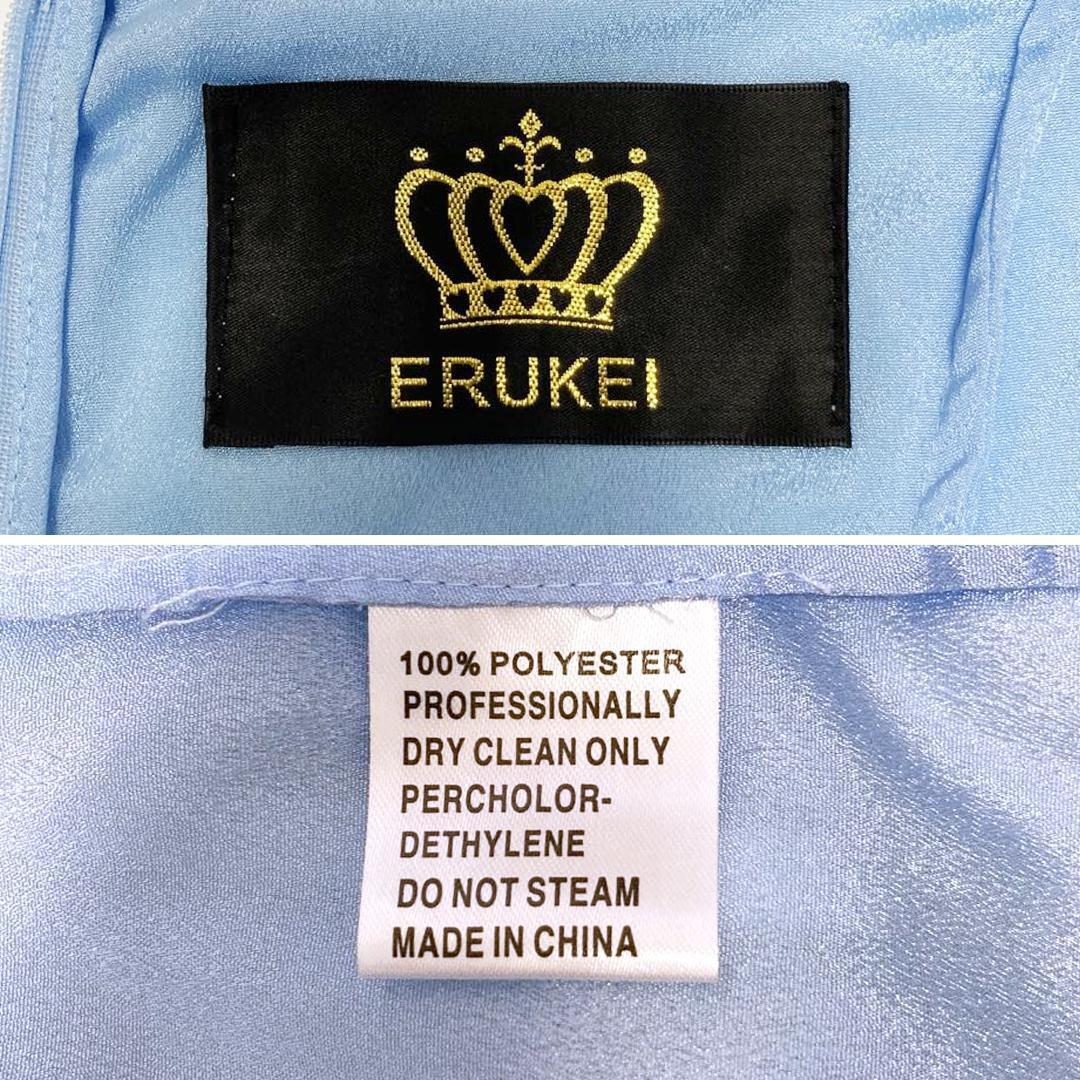 ERUKEI
100% POLYESTER
PROFESSIONALLY
DRY CLEAN ONLY
PERCHOLOR-
DETHYLENE
DO NOT STEAM
MADE IN CHINA